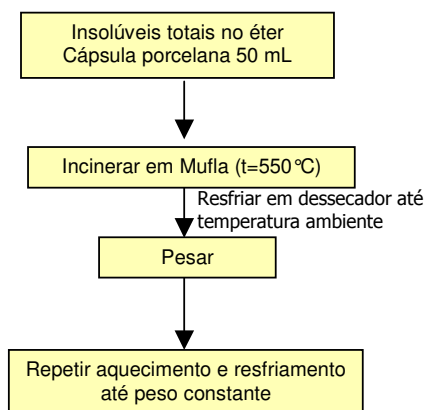 Insolúveis totais no éter
Cápsula porcelana 50 mL
Incinerar em Mufla (t=550°C)
Resfriar em dessecador até
temperatura ambiente
Pesar
Repetir aquecimento e resfriamento
até peso constante